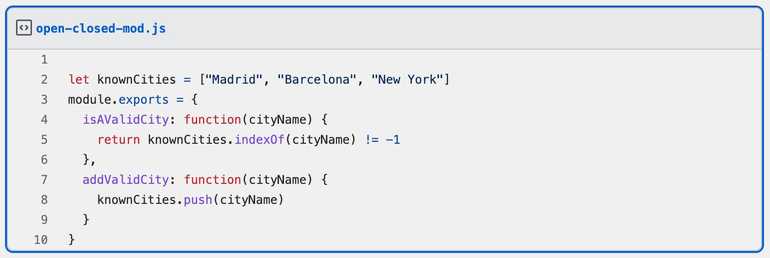 open-closed-mod.js
1
2 let knownCities = ["Madrid", "Barcelona", "New York"]
3 module.exports = {
4   isAValidCity: function(cityName) {
5     return knownCities.indexOf(cityName) != -1
6   },
7   addValidCity: function(cityName) {
8     knownCities.push(cityName)
9   }
10 }